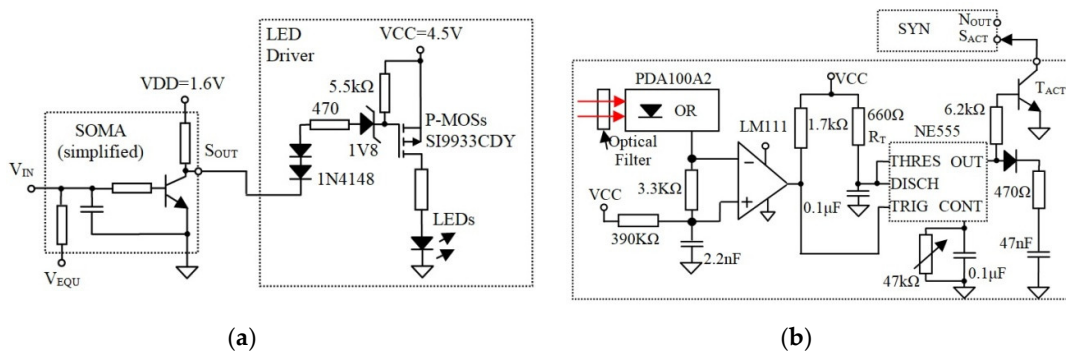 LED
Driver
VCC=4.5V
VDD=1.6V
5.5kΩ
470
P-MOSs
SI9933CDY
SOMA
(simplified)
SOUT
1V8
VIN
1N4148
LEDs
VEQU
(a)
SYN
NOUT
SACT
PDA100A2
OR
VCC
TACT
6.2kΩ
LM111
1.7kΩ
660Ω
RT
NE555
Optical
Filter
THRES OUT
DISCH
TRIG CONT
3.3KΩ
VCC
0.1μF
470Ω
390KΩ
47nF
2.2nF
47kΩ
0.1μF
(b)